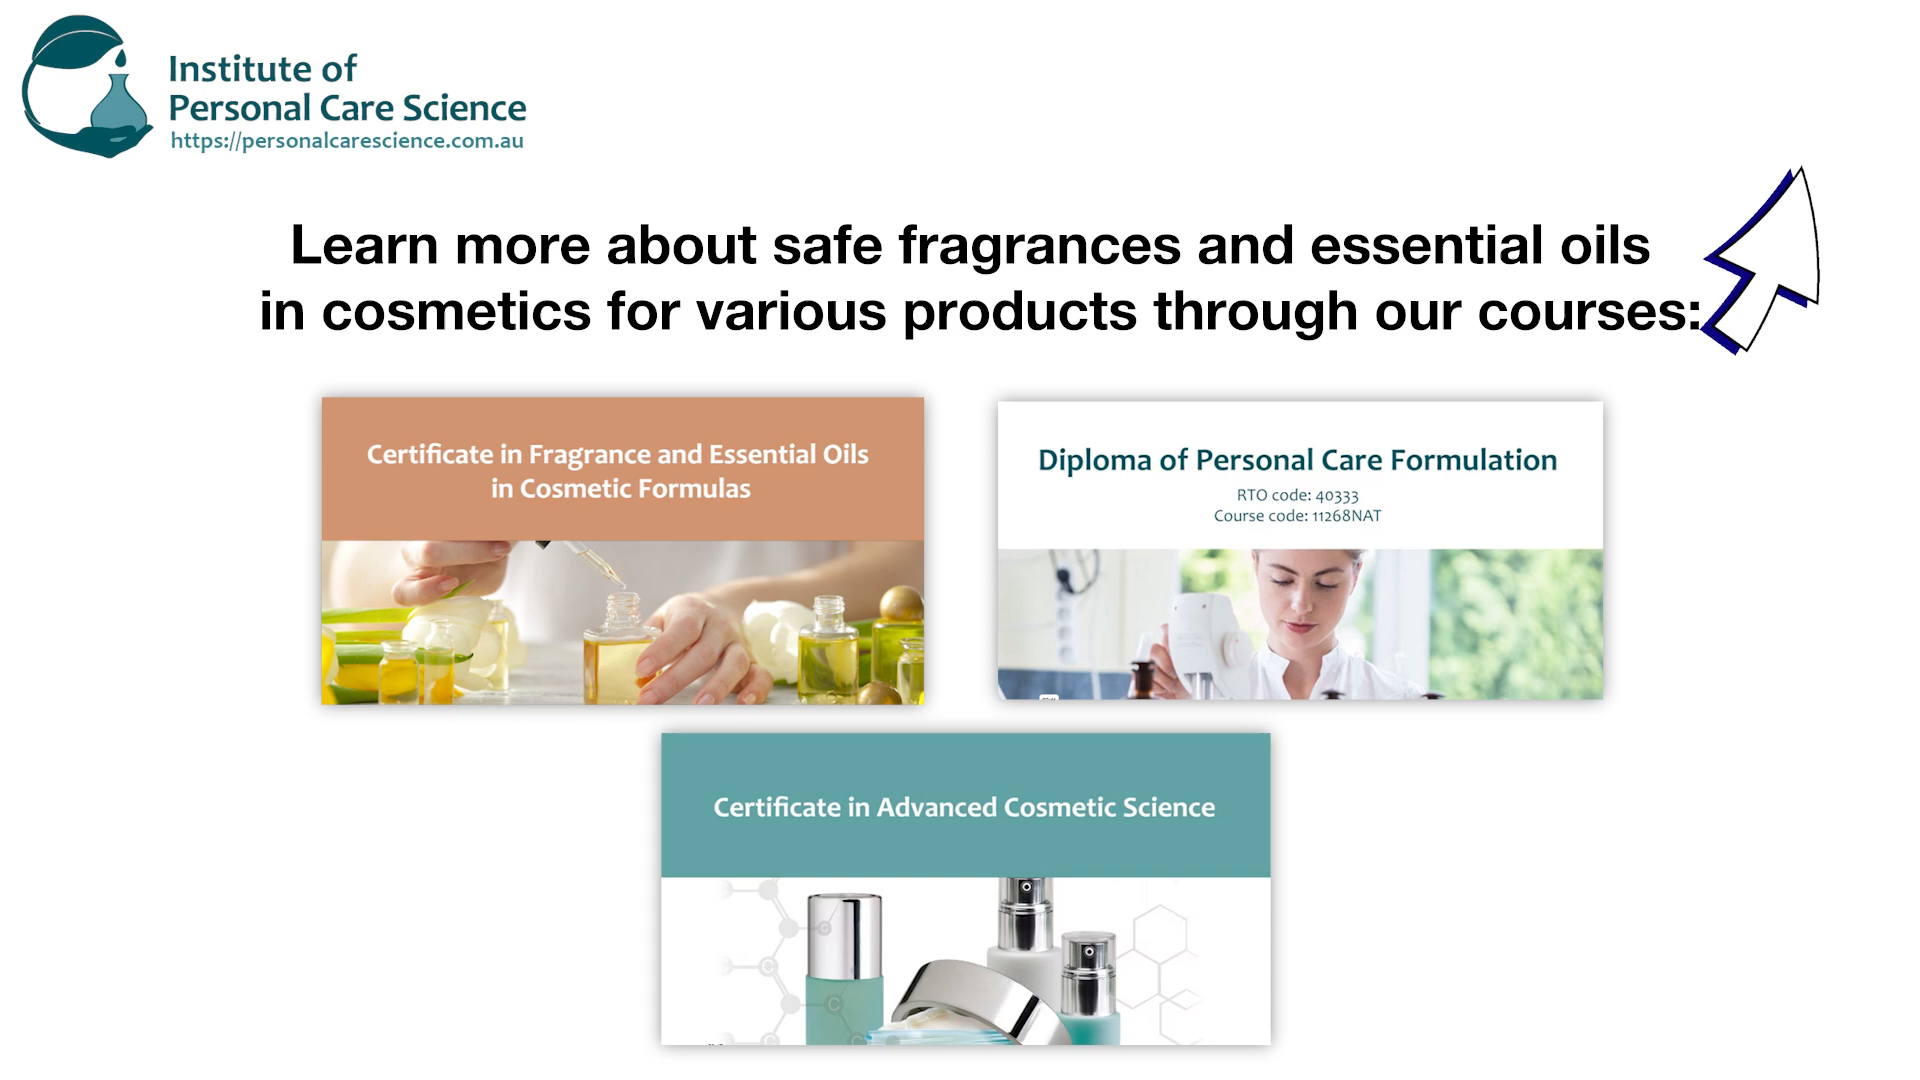 Institute of
Personal Care Science
https://personalcarescience.com.au
Learn more about safe fragrances and essential oils
in cosmetics for various products through our courses:
Certificate in Fragrance and Essential Oils
in Cosmetic Formulas
Diploma of Personal Care Formulation
RTO code: 40333
Course code: 11268NAT
Certificate in Advanced Cosmetic Science
C
C
C
C
C